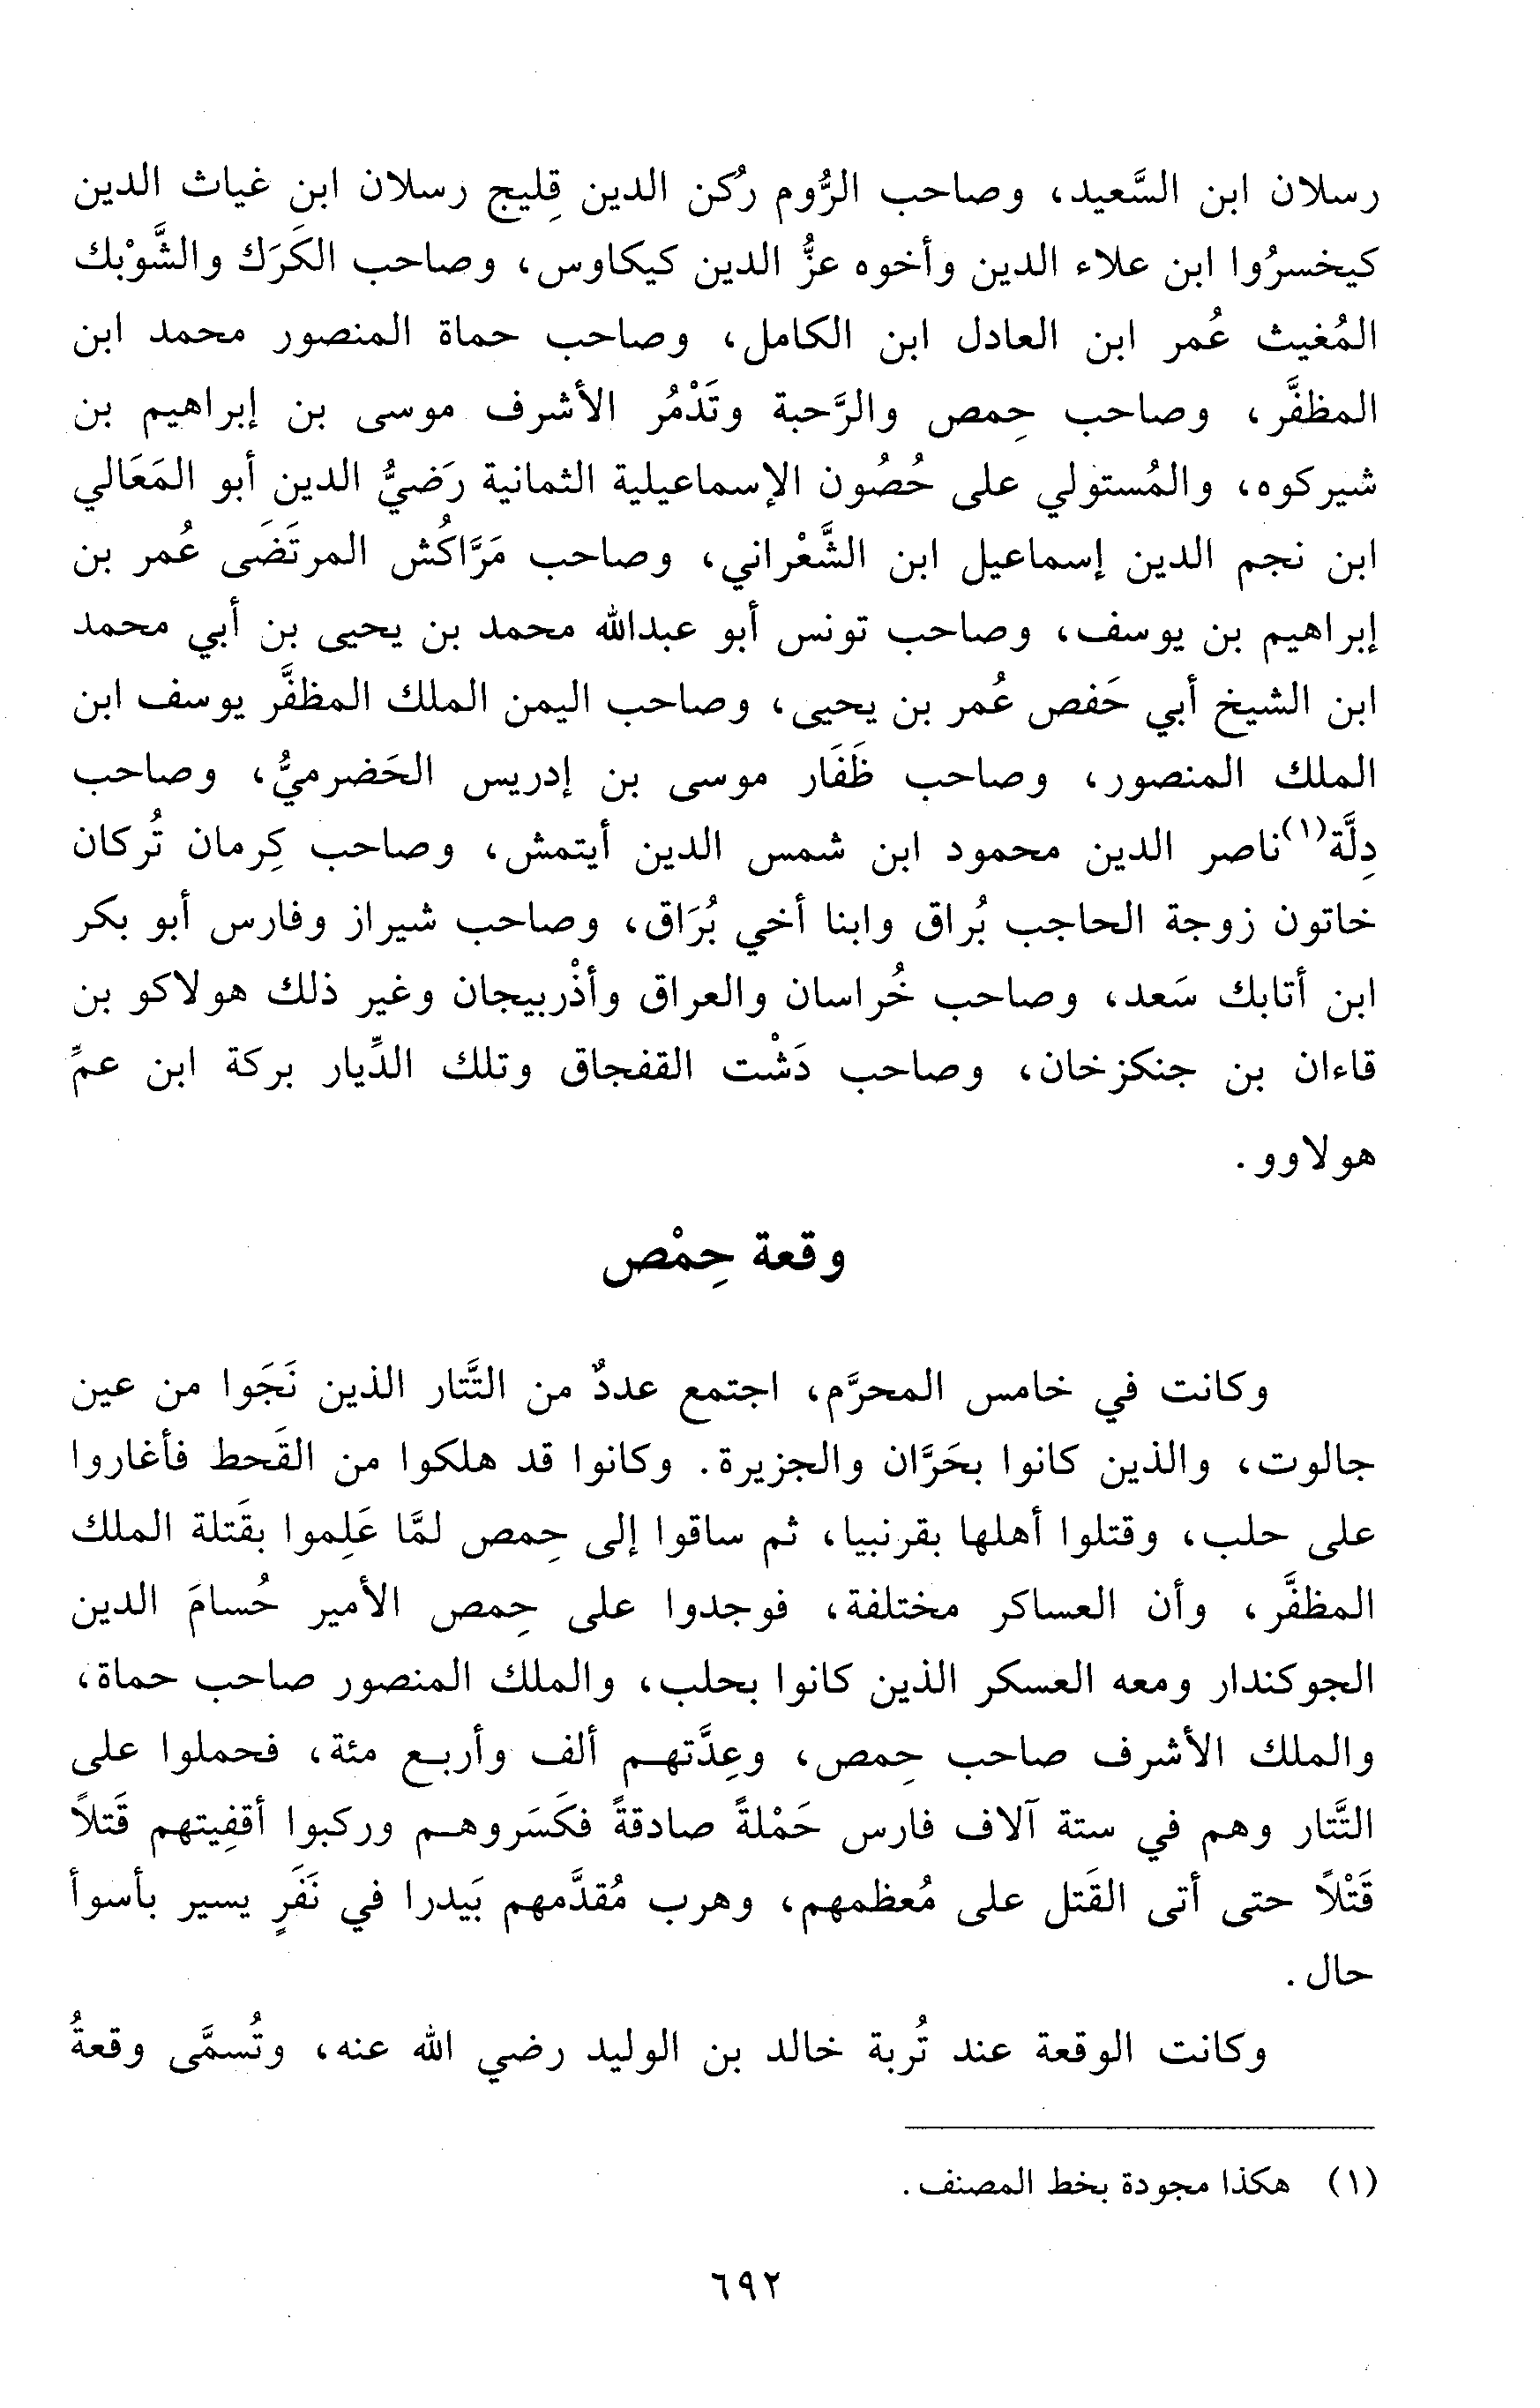 رسلان ابن السَّعيد، وصاحب الرُّوم رُكن الدين قِليج رسلان ابن غياث الدين
كيخسرُوا ابن علاء الدين وأخوه عزُّ الدين كيكاوس، وصاحب الكَرَك والشَّوْبك
المُغيث عُمر ابن العادل ابن الكامل، وصاحب حماة المنصور محمد ابن
المظفَّر، وصاحب حِمص والرَّحبة وتَدْمُر الأشرف موسى بن إبراهيم بن
شيركوه، والمُستولي على حُصُون الإسماعيلية الثمانية رَضيُّ الدين أبو المَعَالي
ابن نجم الدين إسماعيل ابن الشَّعْراني، وصاحب مَرَّاكُش المرتَضَى عُمر بن
إبراهيم بن يوسف، وصاحب تونس أبو عبدالله محمد بن يحيى بن أبي محمد
ابن الشيخ أبي حَفص عُمر بن يحيى، وصاحب اليمن الملك المظفَّر يوسف ابن
الملك المنصور، وصاحب ظَفَار موسى بن إدريس الحَضرميُّ، وصاحب
دِلَّة(١) ناصر الدين محمود ابن شمس الدين أيتمش، وصاحب كِرمان تُركان
خاتون زوجة الحاجب بُراق وابنا أخي بُرَاق، وصاحب شيراز وفارس أبو بكر
ابن أتابك سَعد، وصاحب خُراسان والعراق وأذْربيجان وغير ذلك هولاكو بن
قاءان بن جنكزخان، وصاحب دَشْت القفجاق وتلك الدِّيار بركة ابن عمِّ
هولاوو.
وقعة حِمْص
وكانت في خامس المحرَّم، اجتمع عددٌ من التَّتار الذين نَجَوا من عين
جالوت، والذين كانوا بحَرَّان والجزيرة. وكانوا قد هلكوا من القَحط فأغاروا
على حلب، وقتلوا أهلها بقرنبيا، ثم ساقوا إلى حِمص لمَّا عَلِموا بقَتلة الملك
المظفَّر، وأن العساكر مختلفة، فوجدوا على حِمص الأمير حُسامَ الدين
الجوكندار ومعه العسكر الذين كانوا بحلب، والملك المنصور صاحب حماة،
والملك الأشرف صاحب حِمص، وعِدَّتهم ألف وأربع مئة، فحملوا على
التَّتار وهم في ستة آلاف فارس حَمْلةً صادقةً فكَسَروهم وركبوا أقفِيتهم قَتلاً
قَتْلاً حتى أتى القَتل على مُعظمهم، وهرب مُقدَّمهم بَيدرا في نَفَرٍ يسير بأسوأ
حال.
وكانت الوقعة عند تُربة خالد بن الوليد رضي الله عنه، وتُسمَّى وقعةُ
(١) هكذا مجودة بخط المصنف.
٦٩٢